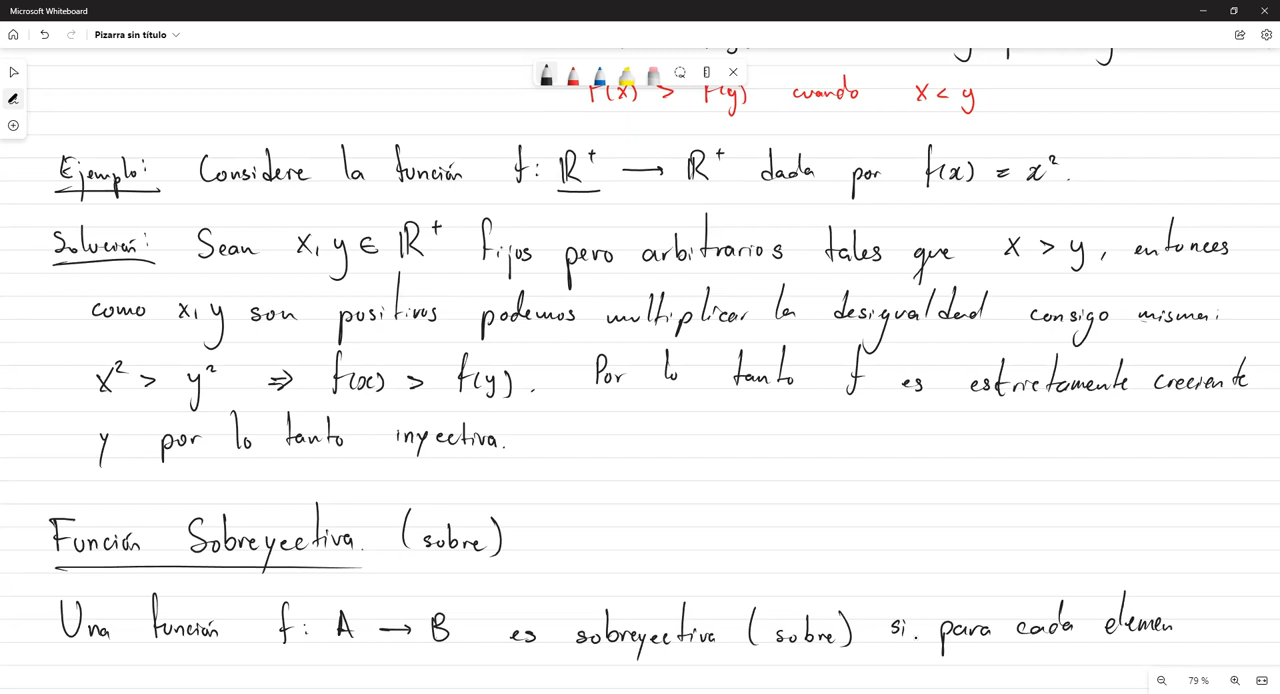 Microsoft Whiteboard
Pizarra sin título
f(x) > f(y) cuando x < y
Ejemplo: Considere la función f: ℝ⁺ → ℝ⁺ dada por f(x) = x².
Solución: Sean x, y ∈ ℝ⁺ fijos pero arbitrarios tales que x > y, entonces
como x, y son positivos podemos multiplicar la desigualdad consigo misma:
x² > y² ⇒ f(x) > f(y). Por lo tanto f es estrictamente creciente
y por lo tanto inyectiva.
Función Sobreyectiva. (sobre)
Una función f: A → B es sobreyectiva (sobre) si. para cada elemen
79 %